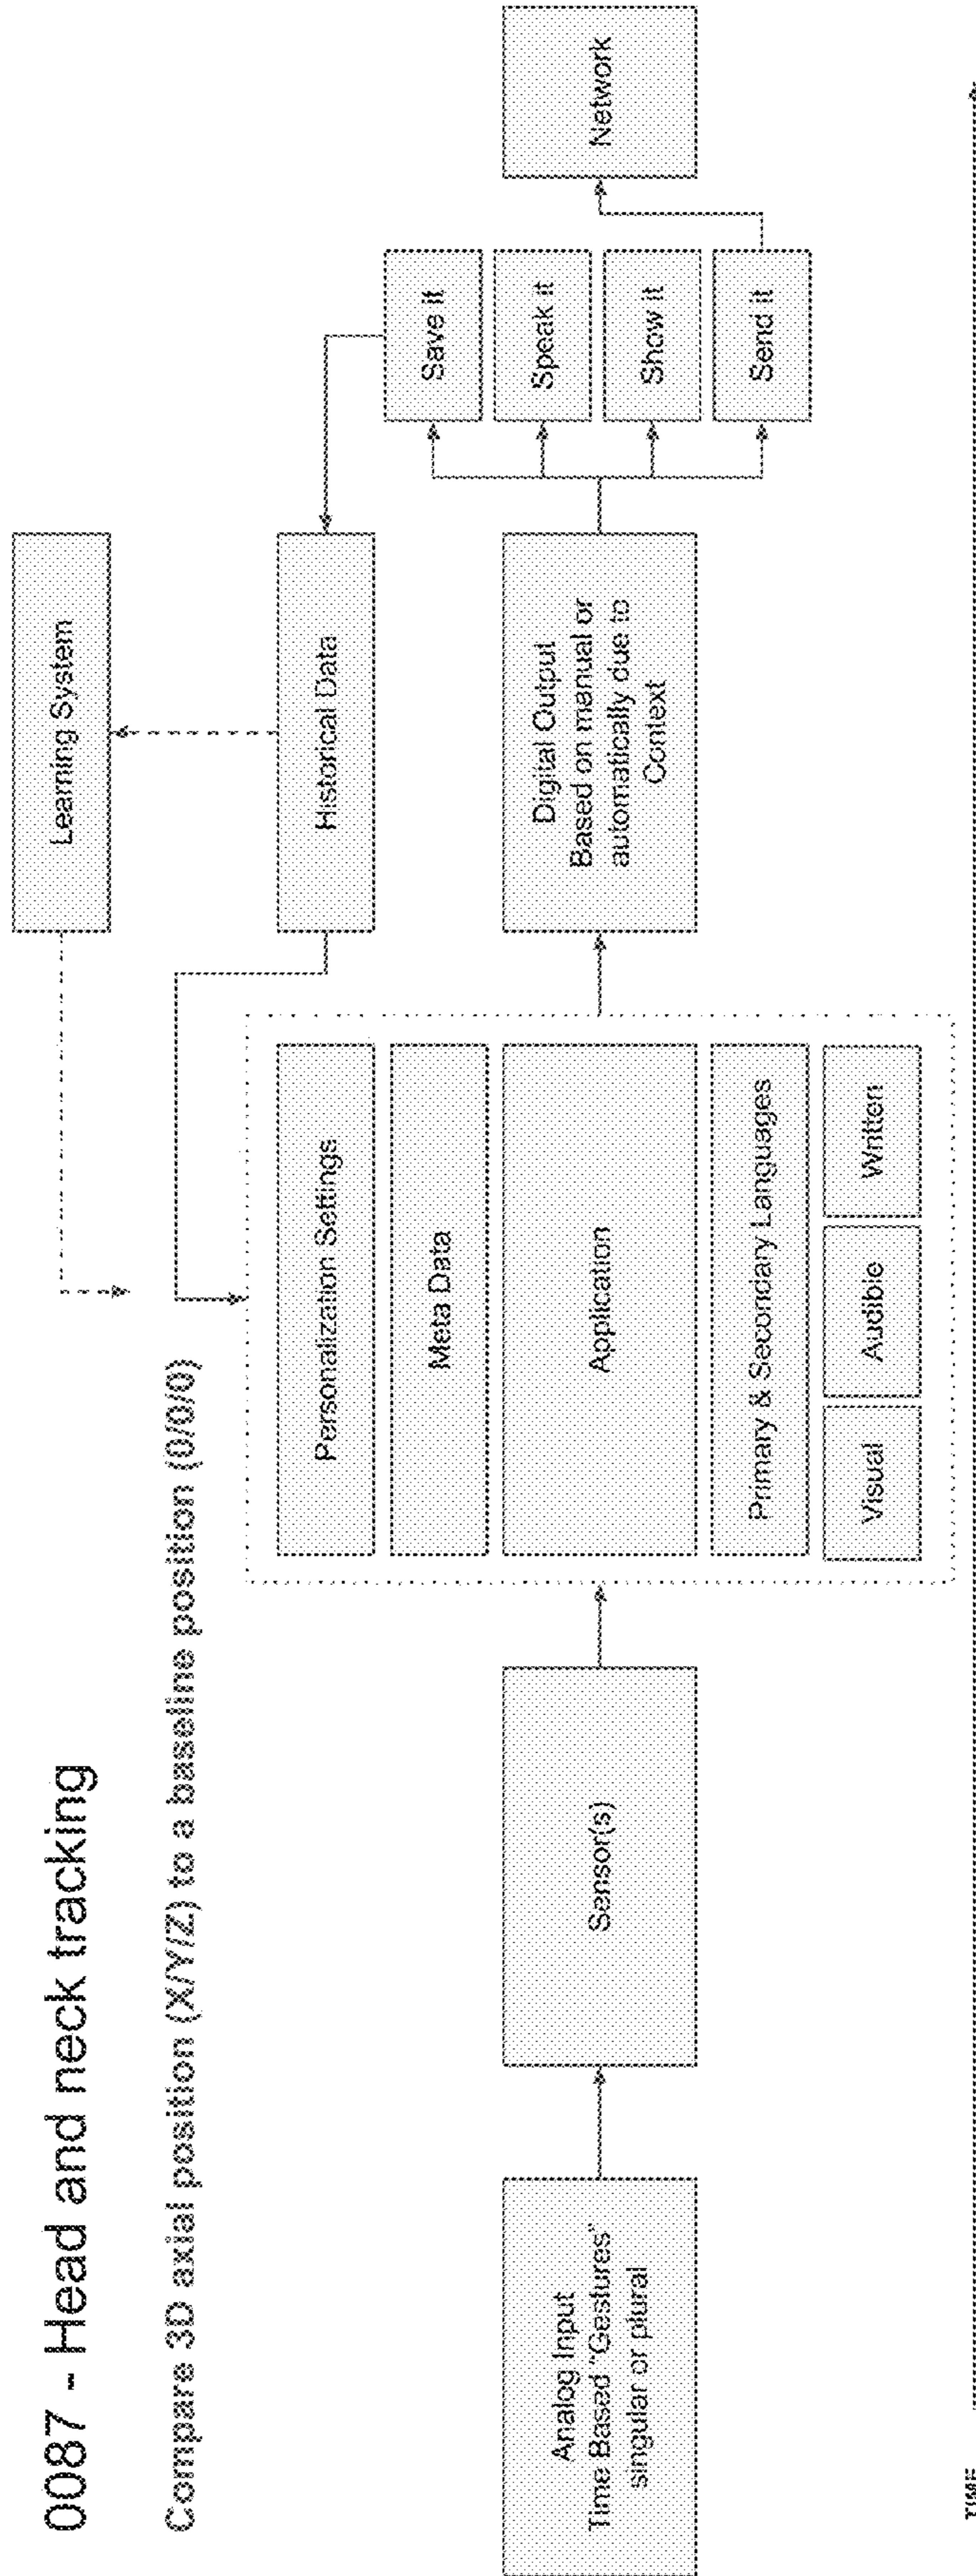 0087 - Head and neck tracking
Compare 3D axial position (X/Y/Z) to a baseline position (0/0/0)
Learning System
Historical Data
Analog Input
Time Based "Gestures"
singular or plural
Sensor(s)
Personalization Settings
Meta Data
Application
Primary & Secondary Languages
Visual
Audible
Written
Digital Output
Based on manual or
automatically due to
Context
Save it
Speak it
Show it
Send it
Network
TIME